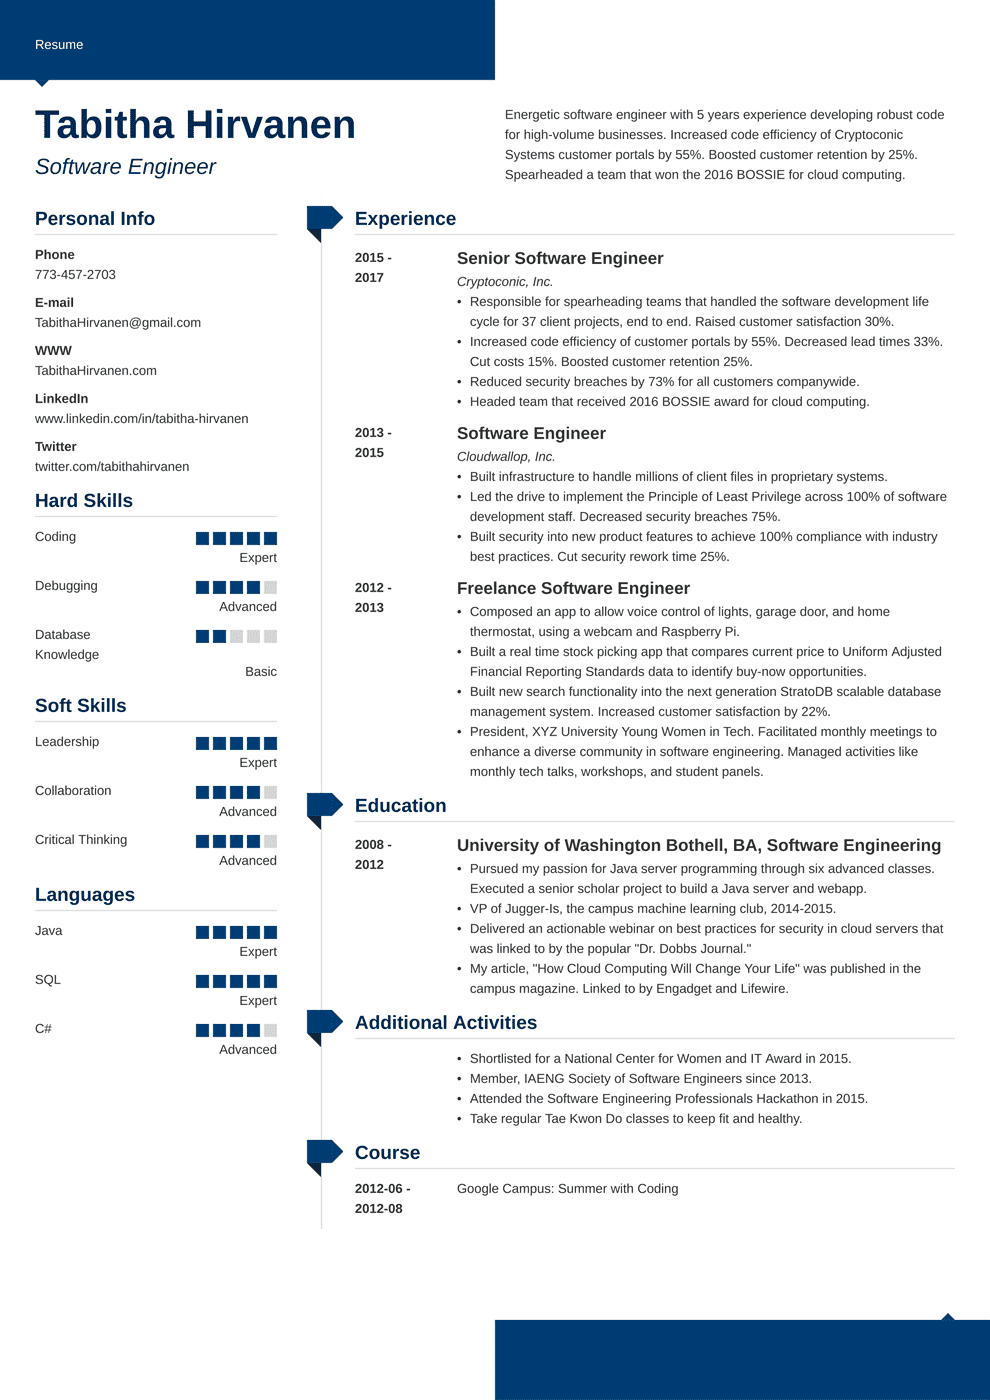 Resume
Tabitha Hirvanen
Software Engineer
Energetic software engineer with 5 years experience developing robust code
for high-volume businesses. Increased code efficiency of Cryptoconic
Systems customer portals by 55%. Boosted customer retention by 25%.
Spearheaded a team that won the 2016 BOSSIE for cloud computing.
Personal Info
Phone
773-457-2703
E-mail
TabithaHirvanen@gmail.com
WWW
TabithaHirvanen.com
LinkedIn
www.linkedin.com/in/tabitha-hirvanen
Twitter
twitter.com/tabithahirvanen
Hard Skills
Coding
Expert
Debugging
Advanced
Database
Knowledge
Basic
Soft Skills
Leadership
Expert
Collaboration
Advanced
Critical Thinking
Advanced
Languages
Java
Expert
SQL
Expert
C#
Advanced
Experience
2015 -
2017
Senior Software Engineer
Cryptoconic, Inc.
• Responsible for spearheading teams that handled the software development life
cycle for 37 client projects, end to end. Raised customer satisfaction 30%.
• Increased code efficiency of customer portals by 55%. Decreased lead times 33%.
Cut costs 15%. Boosted customer retention 25%.
• Reduced security breaches by 73% for all customers companywide.
• Headed team that received 2016 BOSSIE award for cloud computing.
2013 -
2015
Software Engineer
Cloudwallop, Inc.
• Built infrastructure to handle millions of client files in proprietary systems.
• Led the drive to implement the Principle of Least Privilege across 100% of software
development staff. Decreased security breaches 75%.
• Built security into new product features to achieve 100% compliance with industry
best practices. Cut security rework time 25%.
2012 -
2013
Freelance Software Engineer
• Composed an app to allow voice control of lights, garage door, and home
thermostat, using a webcam and Raspberry Pi.
• Built a real time stock picking app that compares current price to Uniform Adjusted
Financial Reporting Standards data to identify buy-now opportunities.
• Built new search functionality into the next generation StratoDB scalable database
management system. Increased customer satisfaction by 22%.
• President, XYZ University Young Women in Tech. Facilitated monthly meetings to
enhance a diverse community in software engineering. Managed activities like
monthly tech talks, workshops, and student panels.
Education
2008 -
2012
University of Washington Bothell, BA, Software Engineering
• Pursued my passion for Java server programming through six advanced classes.
Executed a senior scholar project to build a Java server and webapp.
• VP of Jugger-Is, the campus machine learning club, 2014-2015.
• Delivered an actionable webinar on best practices for security in cloud servers that
was linked to by the popular "Dr. Dobbs Journal."
• My article, "How Cloud Computing Will Change Your Life" was published in the
campus magazine. Linked to by Engadget and Lifewire.
Additional Activities
• Shortlisted for a National Center for Women and IT Award in 2015.
• Member, IAENG Society of Software Engineers since 2013.
• Attended the Software Engineering Professionals Hackathon in 2015.
• Take regular Tae Kwon Do classes to keep fit and healthy.
Course
2012-06 -
2012-08
Google Campus: Summer with Coding